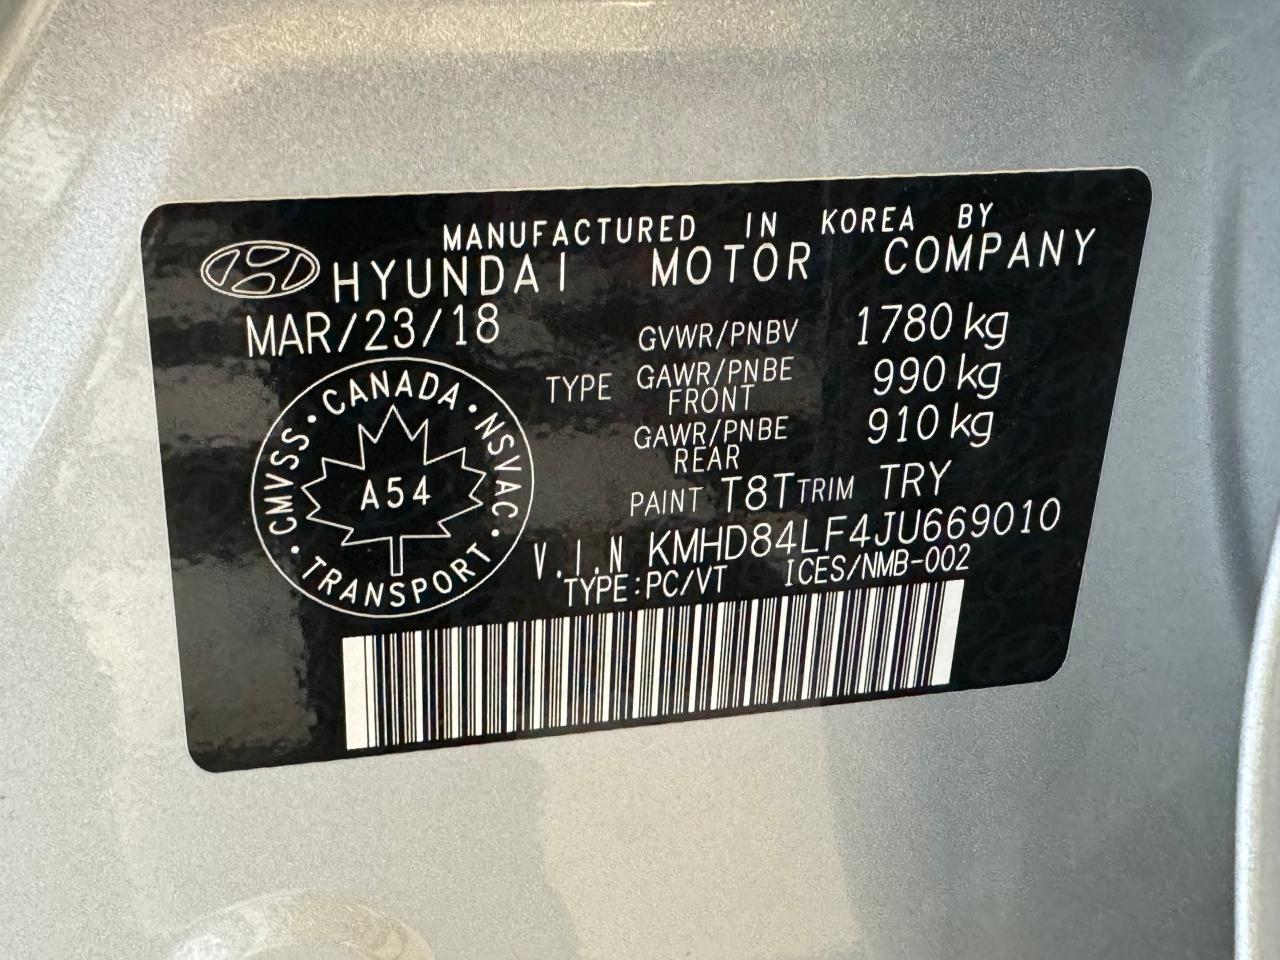 MANUFACTURED IN KOREA BY
HYUNDAI MOTOR COMPANY
MAR/23/18
GVWR/PNBV 1780 kg
TYPE GAWR/PNBE FRONT 990 kg
GAWR/PNBE REAR 910 kg
PAINT T8T TRIM TRY
V.I.N KMHD84LF4JU669010
TYPE:PC/VT ICES/NMB-002
CANADA · NSVAC · TRANSPORT · CMVSS ·
A54